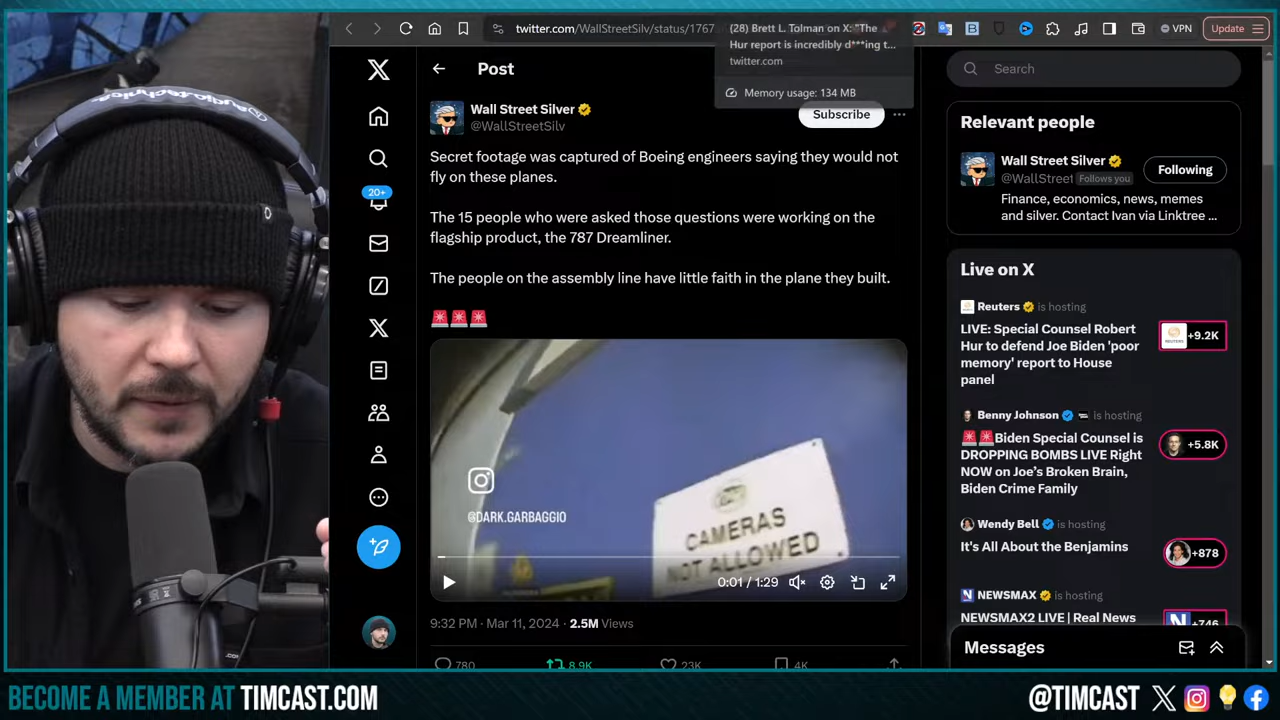 twitter.com/WallStreetSilv/status/1767
(28) Brett L. Tolman on X: "The
Hur report is incredibly d***ing t...
twitter.com
Memory usage: 134 MB
VPN
Update
Post
Search
Wall Street Silver
@WallStreetSilv
Subscribe
Secret footage was captured of Boeing engineers saying they would not
fly on these planes.
The 15 people who were asked those questions were working on the
flagship product, the 787 Dreamliner.
The people on the assembly line have little faith in the plane they built.
@DARK.GARBAGGIO
CAMERAS
NOT ALLOWED
0:01 / 1:29
9:32 PM · Mar 11, 2024 · 2.5M Views
780
8.9K
23K
4K
20+
Relevant people
Wall Street Silver
@WallStreet
Follows you
Following
Finance, economics, news, memes
and silver. Contact Ivan via Linktree ...
Live on X
Reuters is hosting
LIVE: Special Counsel Robert
Hur to defend Joe Biden 'poor
memory' report to House
panel
+9.2K
Benny Johnson is hosting
Biden Special Counsel is
DROPPING BOMBS LIVE Right
NOW on Joe's Broken Brain,
Biden Crime Family
+5.8K
Wendy Bell is hosting
It's All About the Benjamins
+878
NEWSMAX is hosting
NEWSMAX2 LIVE | Real News
+746
Messages
audio-technica
BECOME A MEMBER AT TIMCAST.COM
@TIMCAST